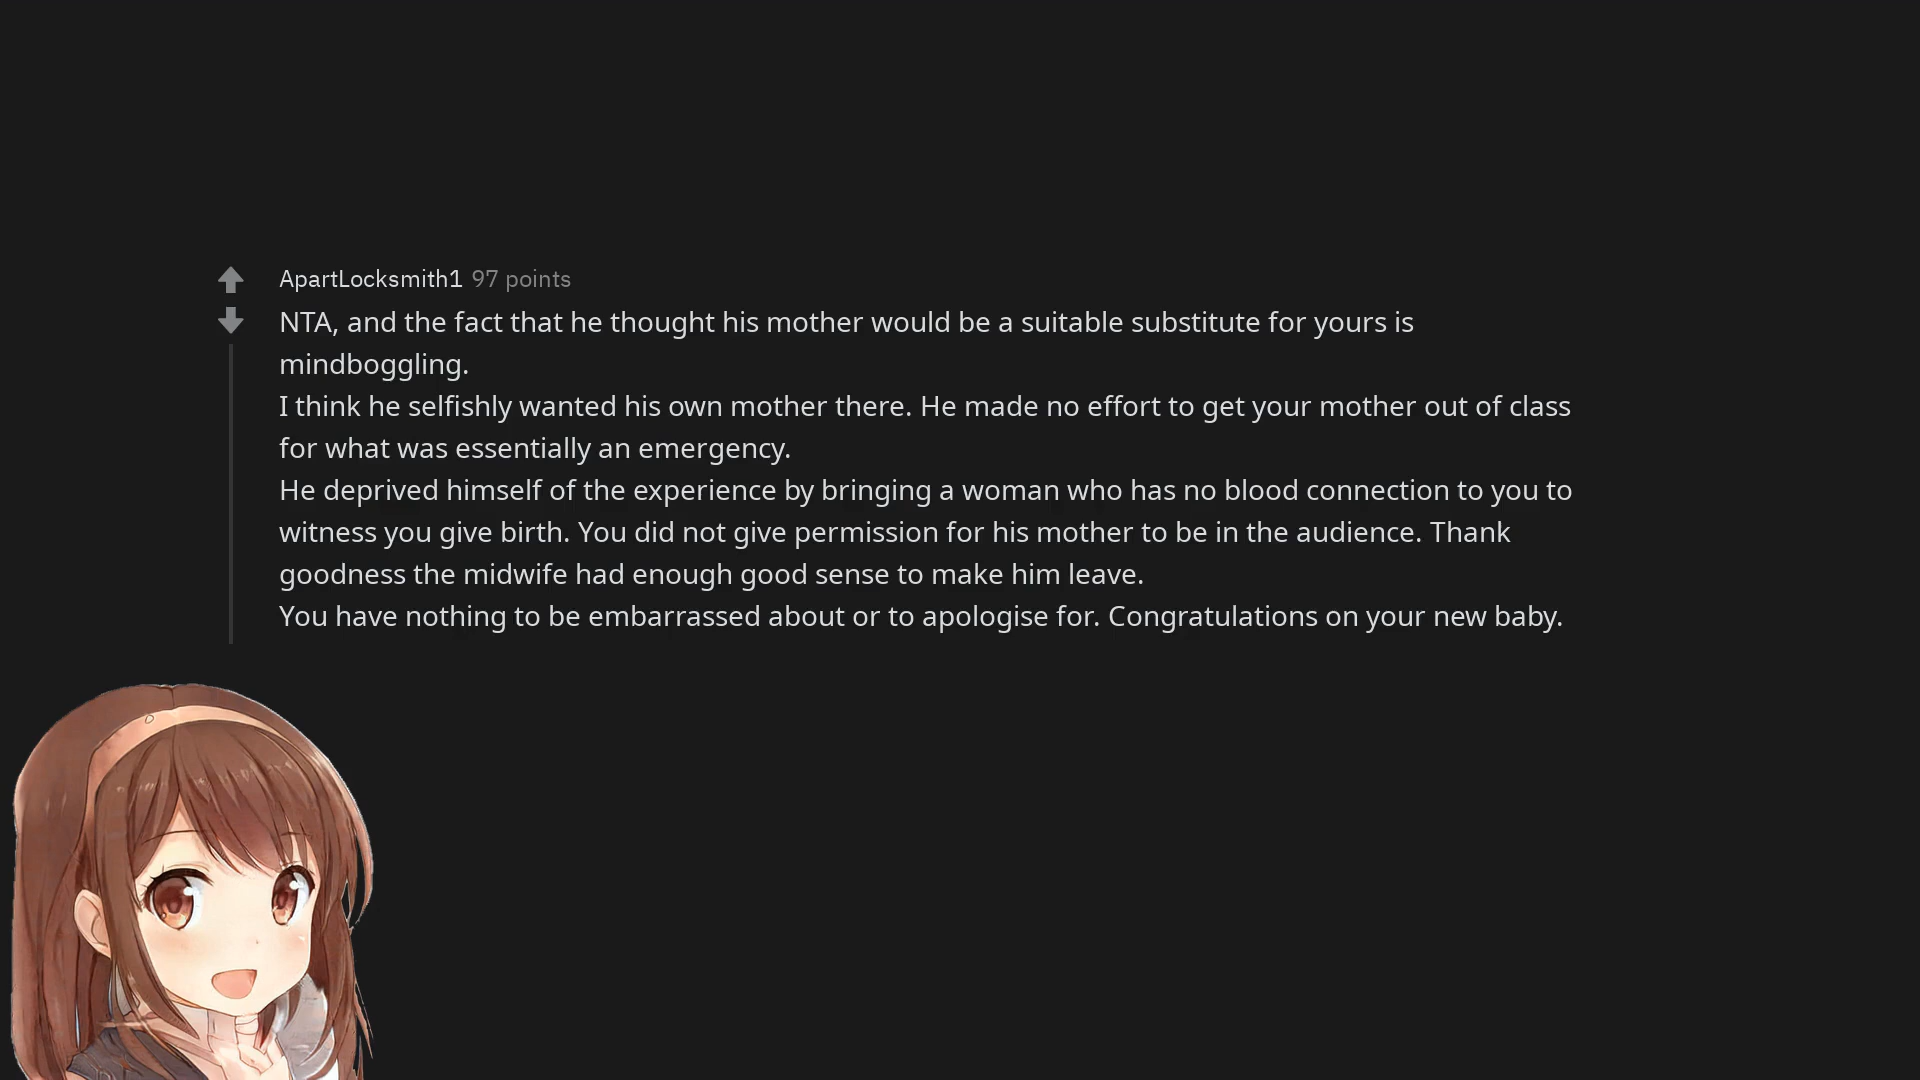 ApartLocksmith1 97 points
NTA, and the fact that he thought his mother would be a suitable substitute for yours is
mindboggling.
I think he selfishly wanted his own mother there. He made no effort to get your mother out of class
for what was essentially an emergency.
He deprived himself of the experience by bringing a woman who has no blood connection to you to
witness you give birth. You did not give permission for his mother to be in the audience. Thank
goodness the midwife had enough good sense to make him leave.
You have nothing to be embarrassed about or to apologise for. Congratulations on your new baby.